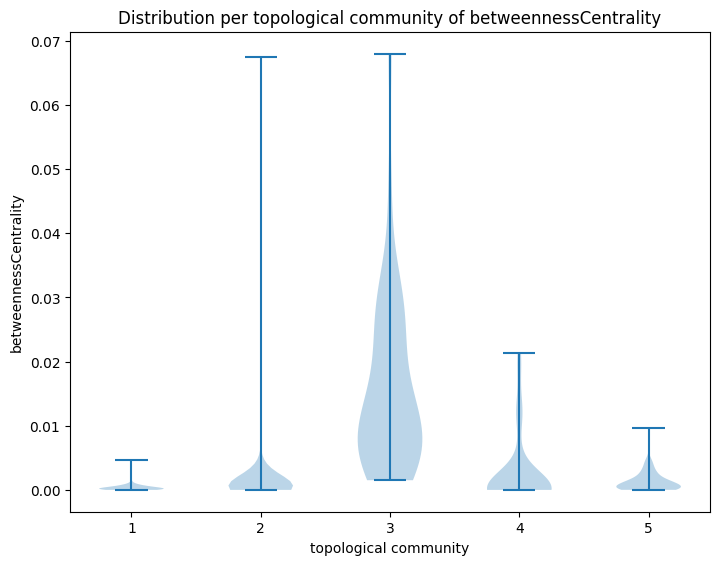 Distribution per topological community of betweennessCentrality
betweennessCentrality
0.07
0.06
0.05
0.04
0.03
0.02
0.01
0.00
1 2 3 4 5
topological community